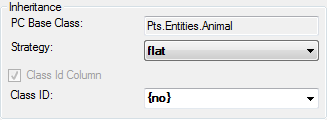 Inheritance
PC Base Class: Pts.Entities.Animal
Strategy: flat
Class Id Column
Class ID: {no}